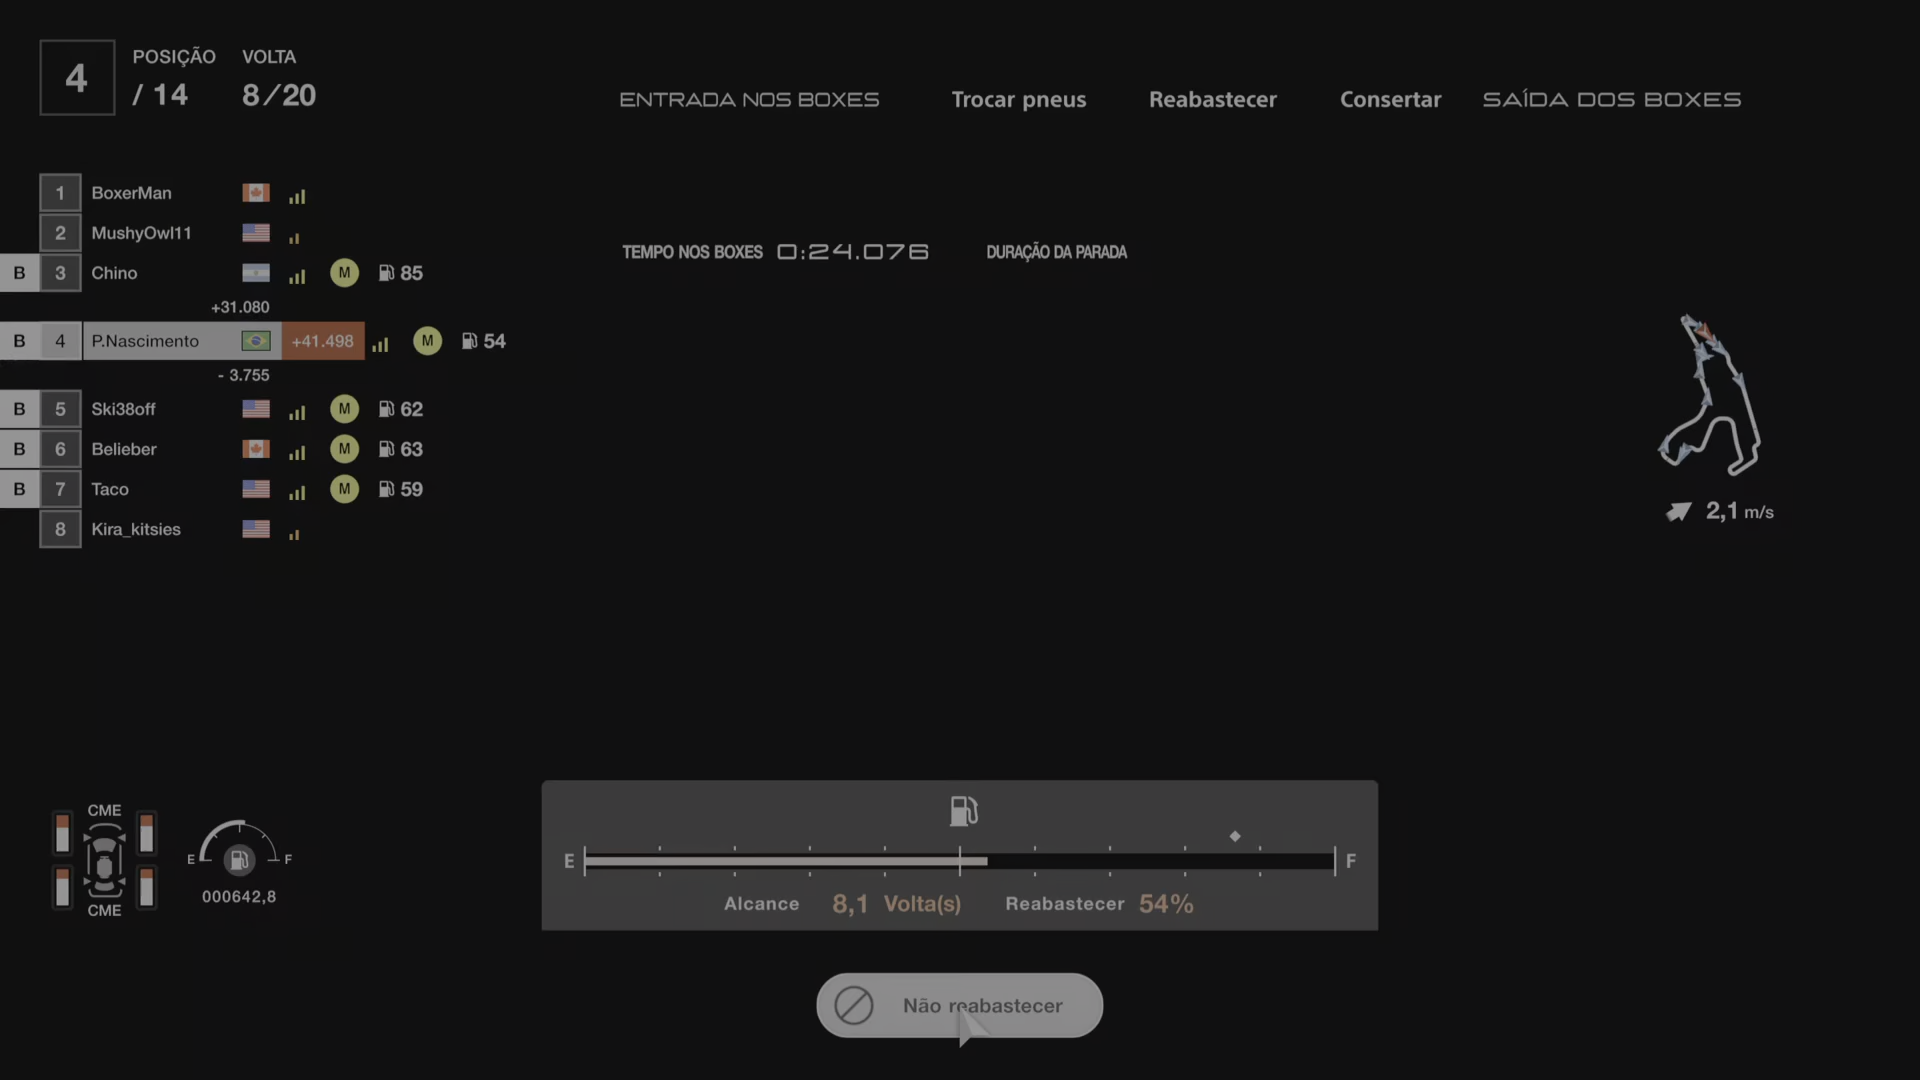 4
POSIÇÃO VOLTA
/ 14 8/20
ENTRADA NOS BOXES Trocar pneus Reabastecer Consertar SAÍDA DOS BOXES
1 BoxerMan
2 MushyOwl11
B 3 Chino M 85
+31.080
B 4 P.Nascimento +41.498 M 54
- 3.755
B 5 Ski38off M 62
B 6 Belieber M 63
B 7 Taco M 59
8 Kira_kitsies
TEMPO NOS BOXES 0:24.076 DURAÇÃO DA PARADA
2,1 m/s
CME
CME
E F
000642,8
E F
Alcance 8,1 Volta(s) Reabastecer 54%
Não reabastecer